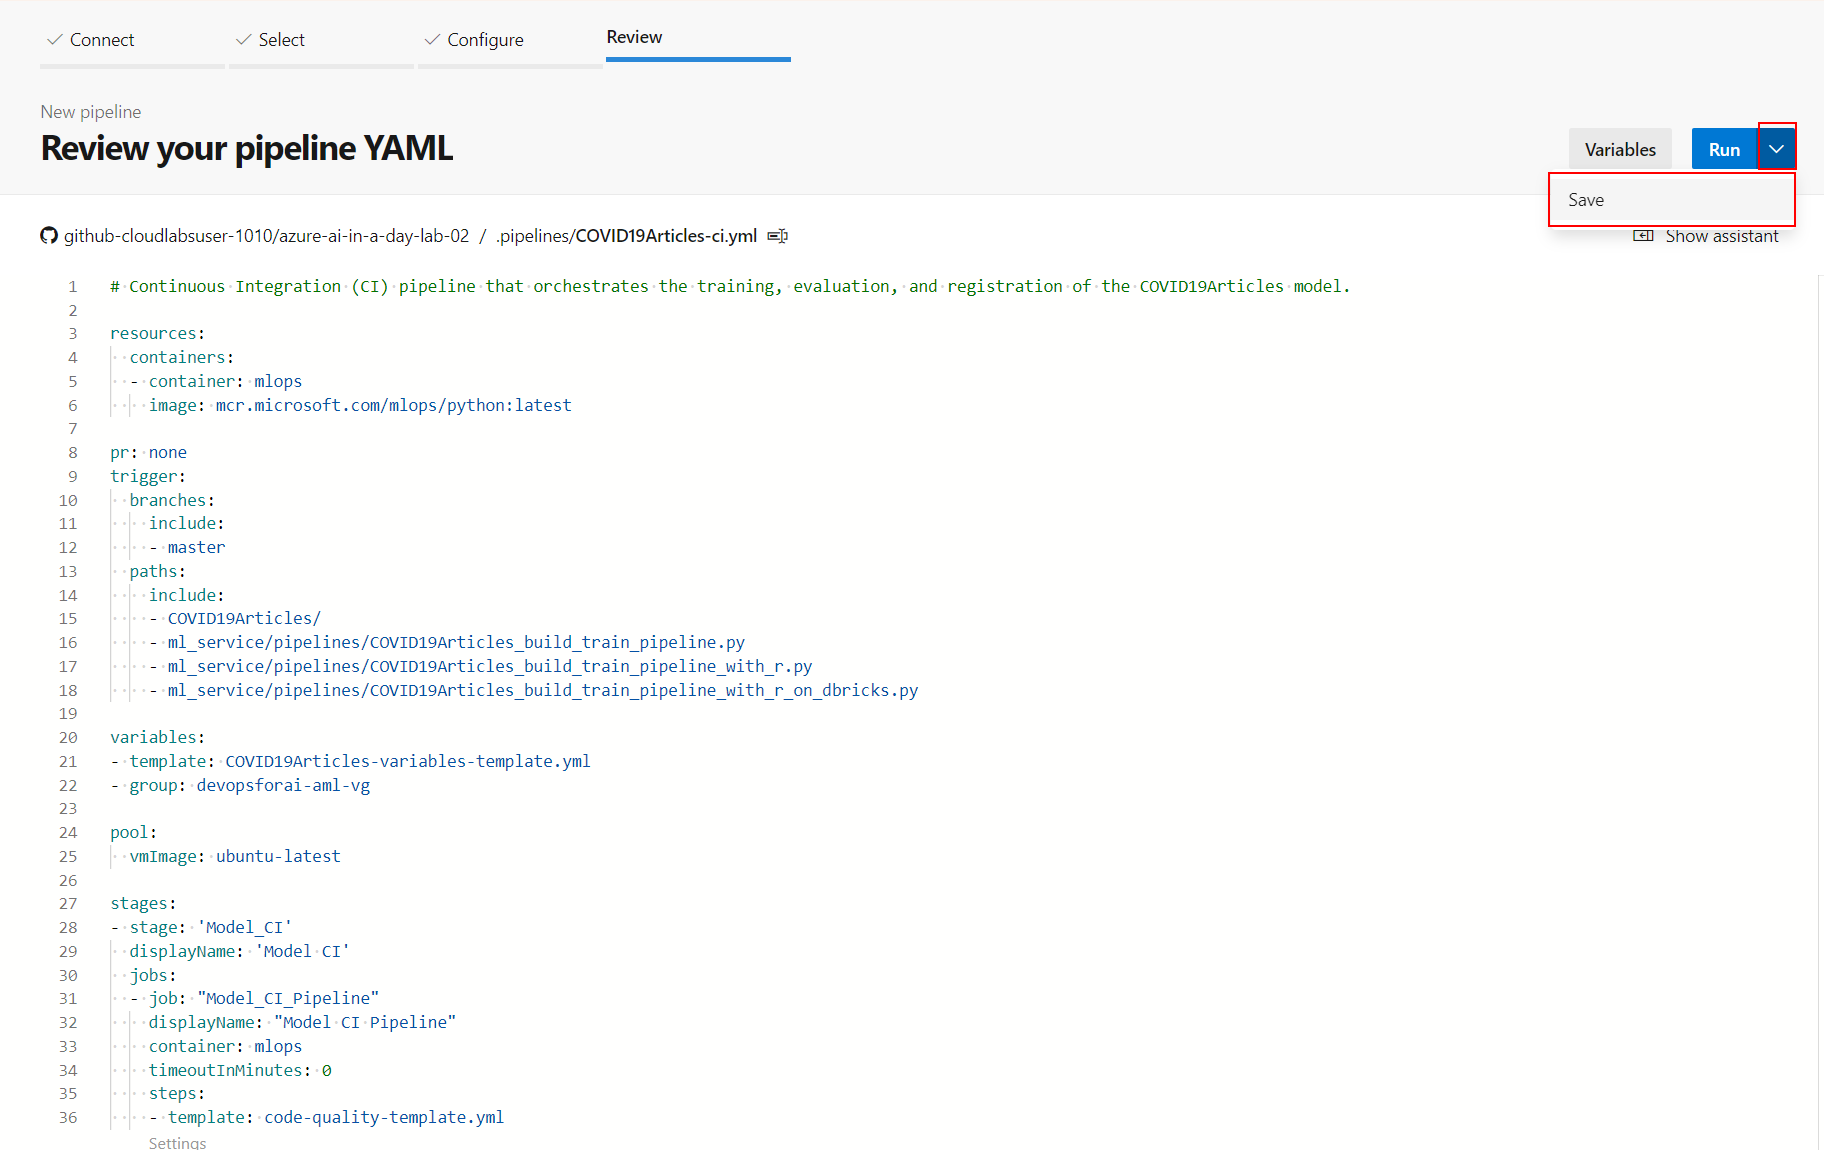 Connect
Select
Configure
Review
New pipeline
Review your pipeline YAML
Variables
Run
Save
github-cloudlabsuser-1010/azure-ai-in-a-day-lab-02 / .pipelines/COVID19Articles-ci.yml
Show assistant
1 # Continuous Integration (CI) pipeline that orchestrates the training, evaluation, and registration of the COVID19Articles model.
2
3 resources:
4   containers:
5   - container: mlops
6     image: mcr.microsoft.com/mlops/python:latest
7
8 pr: none
9 trigger:
10   branches:
11     include:
12     - master
13   paths:
14     include:
15     - COVID19Articles/
16     - ml_service/pipelines/COVID19Articles_build_train_pipeline.py
17     - ml_service/pipelines/COVID19Articles_build_train_pipeline_with_r.py
18     - ml_service/pipelines/COVID19Articles_build_train_pipeline_with_r_on_dbricks.py
19
20 variables:
21 - template: COVID19Articles-variables-template.yml
22 - group: devopsforai-aml-vg
23
24 pool:
25   vmImage: ubuntu-latest
26
27 stages:
28 - stage: 'Model_CI'
29   displayName: 'Model CI'
30   jobs:
31   - job: "Model_CI_Pipeline"
32     displayName: "Model CI Pipeline"
33     container: mlops
34     timeoutInMinutes: 0
35     steps:
36     - template: code-quality-template.yml
Settings